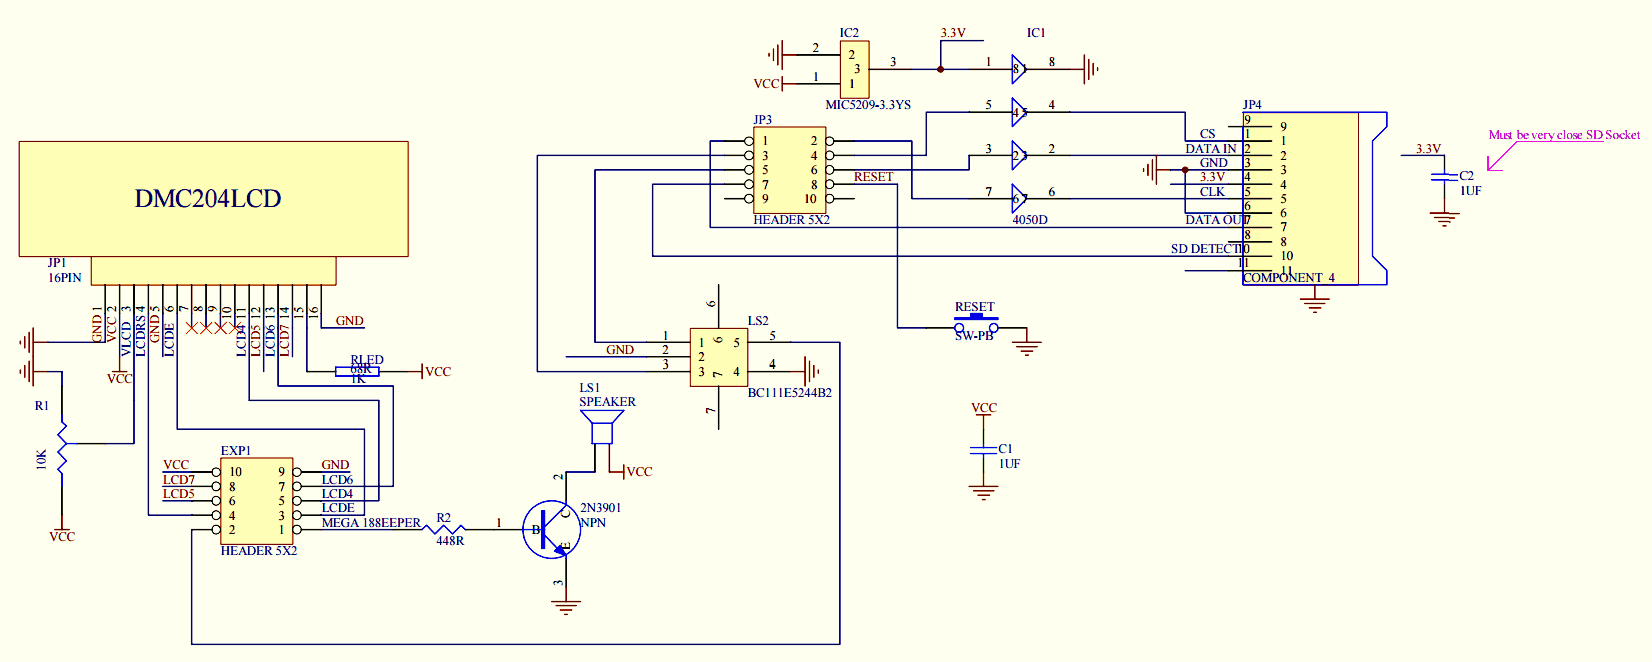 IC2
3.3V
IC1
2
2
3
3
1
8
1
VCC
1
MIC5209-3.3YS
5
4
JP4
9
9
CS
1
1
DATA IN
2
2
GND
3
3
3.3V
4
4
CLK
5
5
6
6
DATA OUT
7
7
8
8
SD DETECT
10
10
11
11
COMPONENT_4
Must be very close SD Socket
3.3V
C2
1UF
JP3
1
2
3
4
5
6
7
8
9
10
RESET
HEADER 5X2
3
2
7
6
4050D
DMC204LCD
JP1
16PIN
GND 1
VCC 2
VLCD 3
LCDRS 4
GND 5
LCDE 6
7
8
9
10
LCD4 11
LCD5 12
LCD6 13
LCD7 14
15
16
GND
VCC
RLED
68R
1K
VCC
R1
10K
VCC
EXP1
VCC
10
9
GND
LCD7
8
7
LCD6
LCD5
6
5
LCD4
4
3
LCDE
2
1
MEGA 188EEPER
HEADER 5X2
R2
448R
1
B
C
E
2
3
2N3901
NPN
LS1
SPEAKER
VCC
LS2
6
1
1
6
5
5
GND
2
2
3
3
7
4
4
7
BC111E5244B2
RESET
SW-PB
VCC
C1
1UF